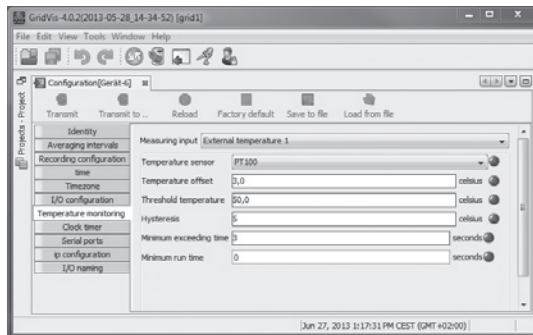 GridVis-4.0.2(2013-05-28_14-34-52) [grid1]
File Edit View Tools Window Help
Projects - Project
Configuration[Gerät-6]
Transmit Transmit to .. Reload Factory default Save to file Load from file
Identity
Averaging intervals
Recording configuration
time
Timezone
I/O configuration
Temperature monitoring
Clock timer
Serial ports
ip configuration
I/O naming
Measuring input External temperature 1
Temperature sensor PT100
Temperature offset 3,0 celsius
Threshold temperature 50,0 celsius
Hysteresis 5 celsius
Minimum exceeding time 3 seconds
Minimum run time 0 seconds
Jun 27, 2013 1:17:31 PM CEST (GMT+02:00)